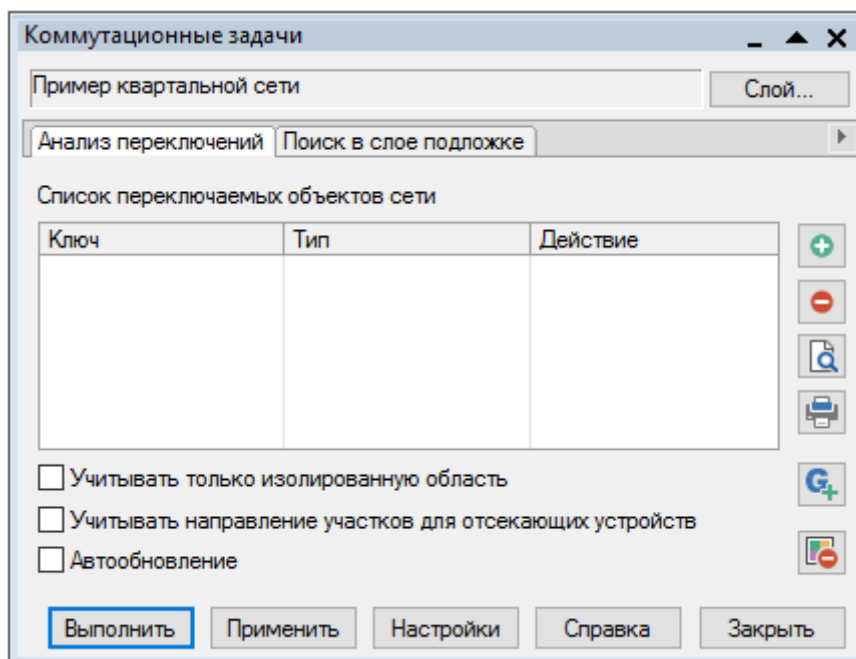 Коммутационные задачи
Пример квартальной сети Слой...
Анализ переключений Поиск в слое подложке
Список переключаемых объектов сети
Ключ Тип Действие
Учитывать только изолированную область
Учитывать направление участков для отсекающих устройств
Автообновление
Выполнить Применить Настройки Справка Закрыть